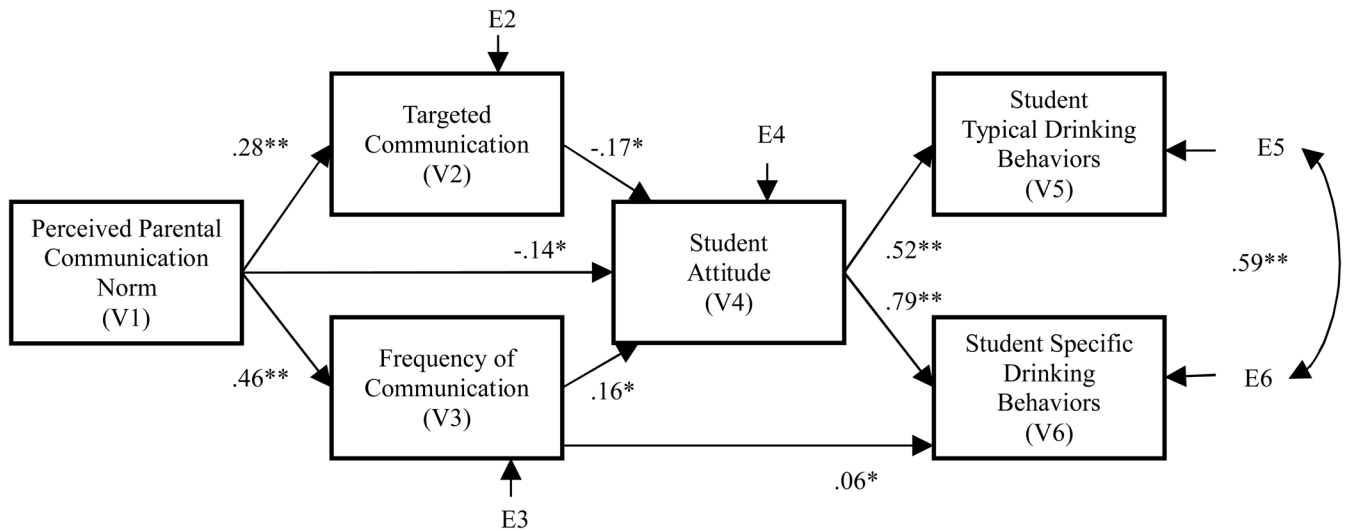 E2
Targeted
Communication
(V2)
.28**
-.17*
E4
Student
Typical Drinking
Behaviors
(V5)
E5
Perceived Parental
Communication
Norm
(V1)
-.14*
Student
Attitude
(V4)
.52**
.79**
.59**
.46**
Frequency of
Communication
(V3)
.16*
Student Specific
Drinking
Behaviors
(V6)
E6
.06*
E3